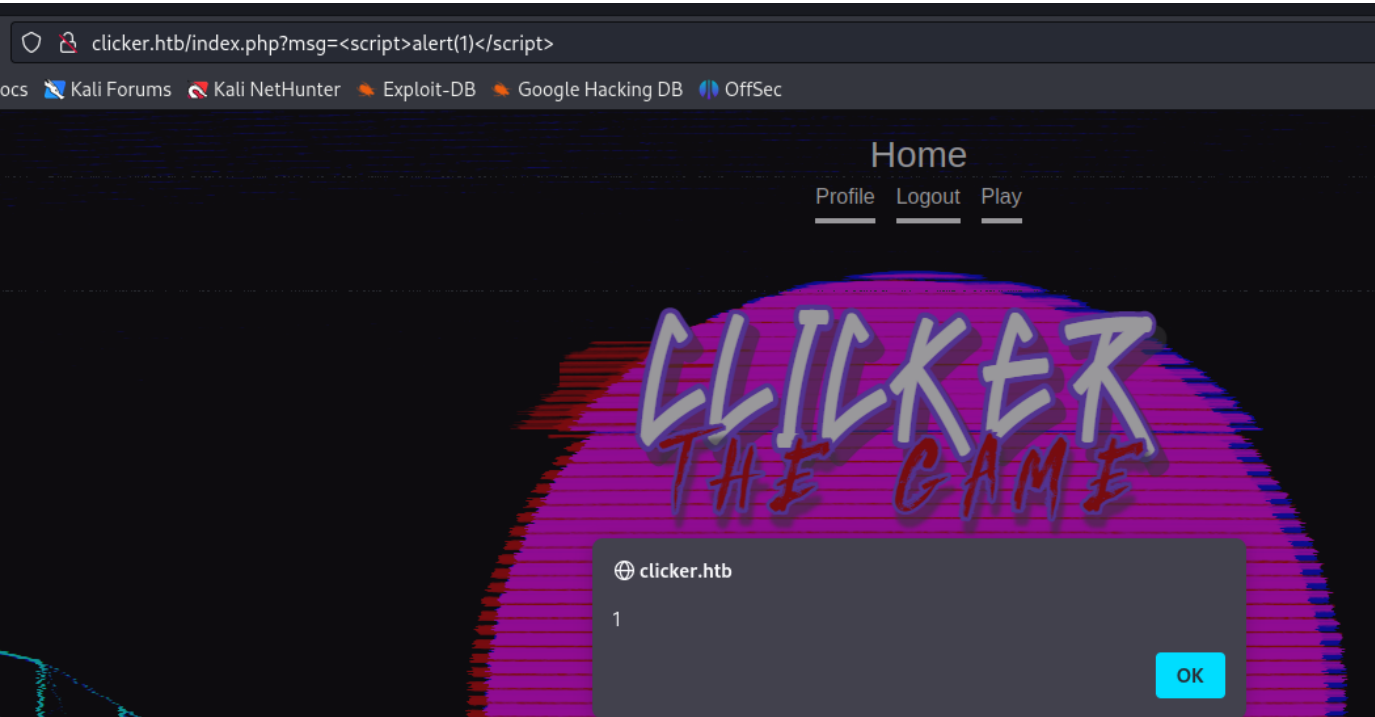 clicker.htb/index.php?msg=<script>alert(1)</script>
ocs Kali Forums Kali NetHunter Exploit-DB Google Hacking DB OffSec
Home
Profile Logout Play
CLICKER
THE GAME
clicker.htb
1
OK